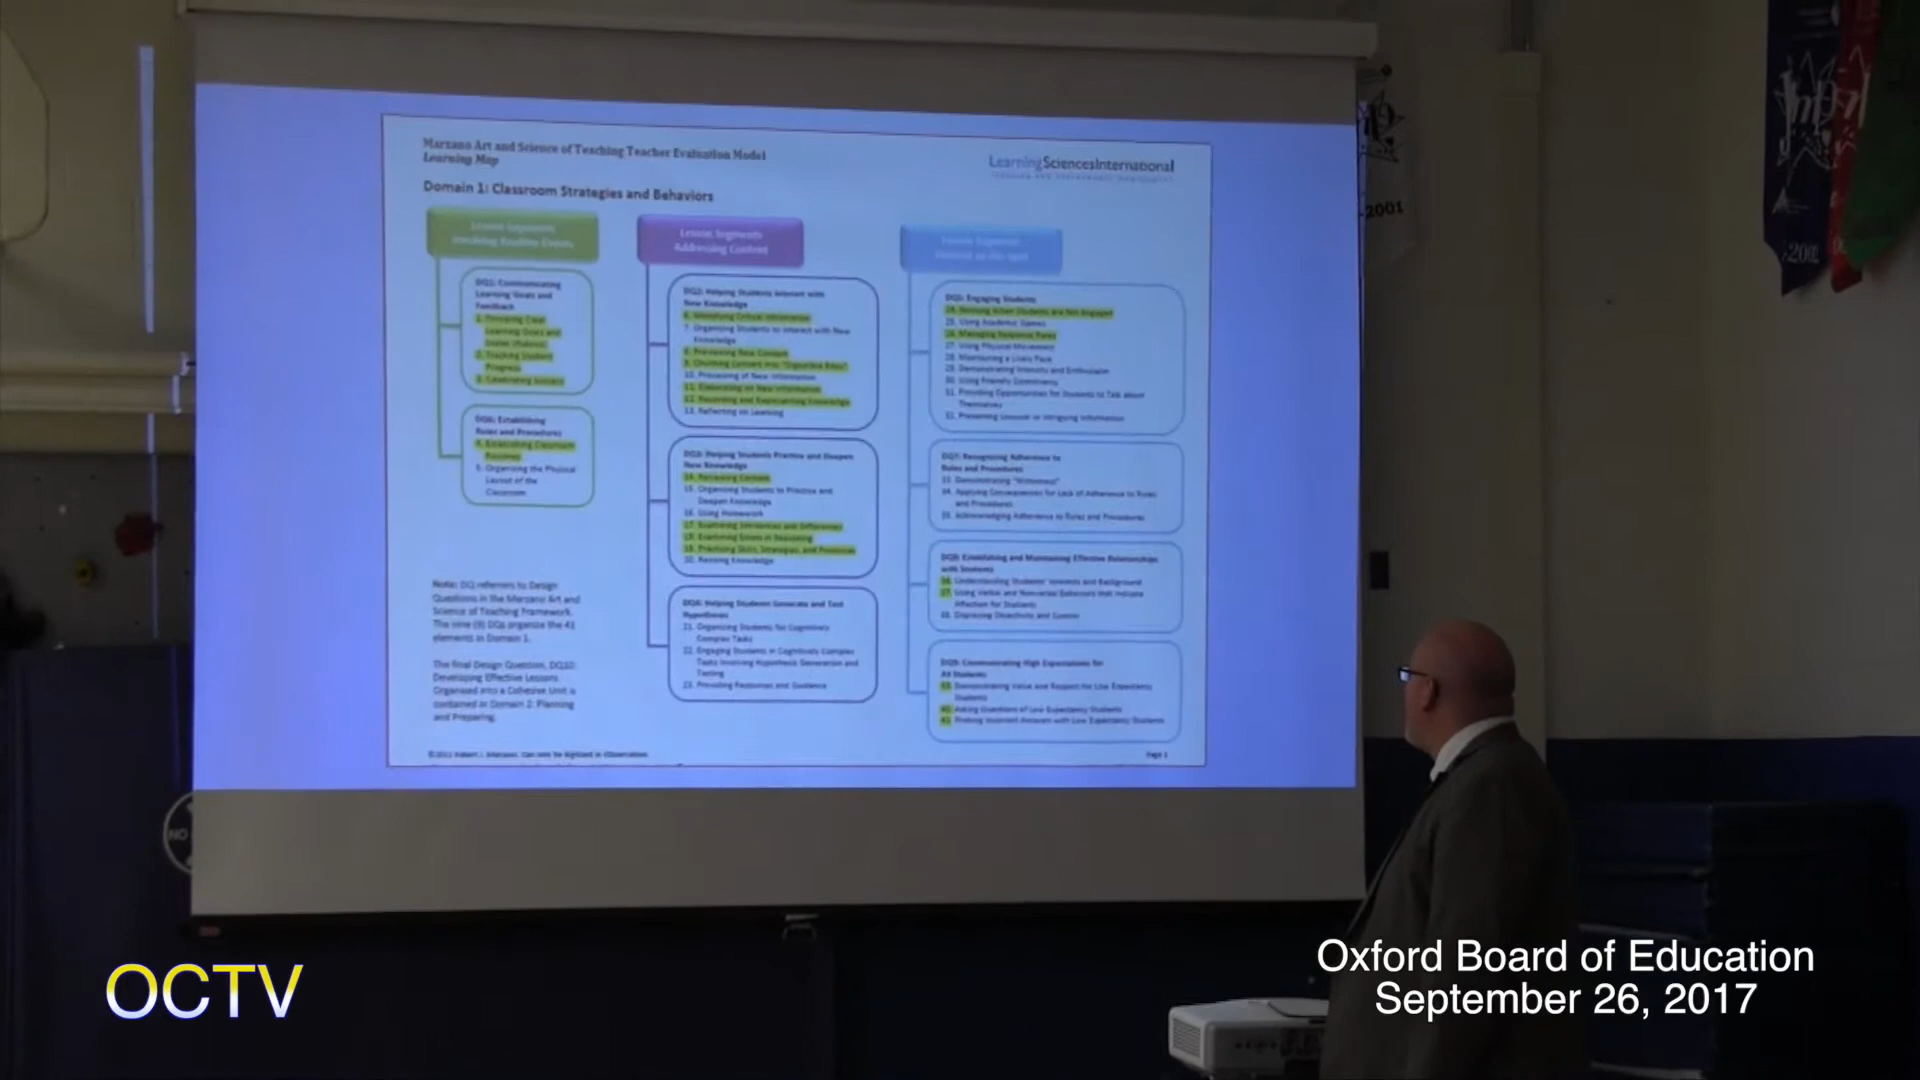 Marzano Art and Science of Teaching Teacher Evaluation Model
Learning Map
LearningSciencesInternational
Domain 1: Classroom Strategies and Behaviors
Lesson Segments
Involving Routine Events
DQ1: Communicating
Learning Goals and
Feedback
1. Providing Clear
Learning Goals and
2. Tracking Student
Progress
3. Celebrating Success
DQ6: Establishing
Rules and Procedures
4. Establishing Classroom
Routines
5. Organizing the Physical
Layout of the
Classroom
Note: DQ referrers to Design
Questions in the Marzano Art and
Science of Teaching Framework.
The nine (9) DQs organize the 41
elements in Domain 1.
The final Design Question, DQ10:
Developing Effective Lessons
Organized into a Cohesive Unit is
contained in Domain 2: Planning
and Preparing.
Lesson Segments
Addressing Content
DQ2: Helping Students Interact with
New Knowledge
6. Identifying Critical Information
7. Organizing Students to Interact with New
Knowledge
8. Previewing New Content
9. Chunking Content into "Digestible Bites"
10. Processing of New Information
11. Elaborating on New Information
12. Recording and Representing Knowledge
13. Reflecting on Learning
DQ3: Helping Students Practice and Deepen
New Knowledge
14. Reviewing Content
15. Organizing Students to Practice and
Deepen Knowledge
16. Using Homework
17. Examining Similarities and Differences
18. Examining Errors in Reasoning
19. Practicing Skills, Strategies, and Processes
20. Revising Knowledge
DQ4: Helping Students Generate and Test
Hypotheses
21. Organizing Students for Cognitively
Complex Tasks
22. Engaging Students in Cognitively Complex
Tasks Involving Hypothesis Generation and
Testing
23. Providing Resources and Guidance
Lesson Segments
Enacted on the Spot
DQ5: Engaging Students
24. Noticing When Students are Not Engaged
25. Using Academic Games
26. Managing Response Rates
27. Using Physical Movement
28. Maintaining a Lively Pace
29. Demonstrating Intensity and Enthusiasm
30. Using Friendly Controversy
31. Providing Opportunities for Students to Talk about
Themselves
32. Presenting Unusual or Intriguing Information
DQ7: Recognizing Adherence to
Rules and Procedures
33. Demonstrating "Withitness"
34. Applying Consequences for Lack of Adherence to Rules
and Procedures
35. Acknowledging Adherence to Rules and Procedures
DQ8: Establishing and Maintaining Effective Relationships
with Students
36. Understanding Students' Interests and Background
37. Using Verbal and Nonverbal Behaviors that Indicate
Affection for Students
38. Displaying Objectivity and Control
DQ9: Communicating High Expectations for
All Students
39. Demonstrating Value and Respect for Low Expectancy
Students
40. Asking Questions of Low Expectancy Students
41. Probing Incorrect Answers with Low Expectancy Students
Page 1
-2001
-2002
NO
OCTV
Oxford Board of Education
September 26, 2017